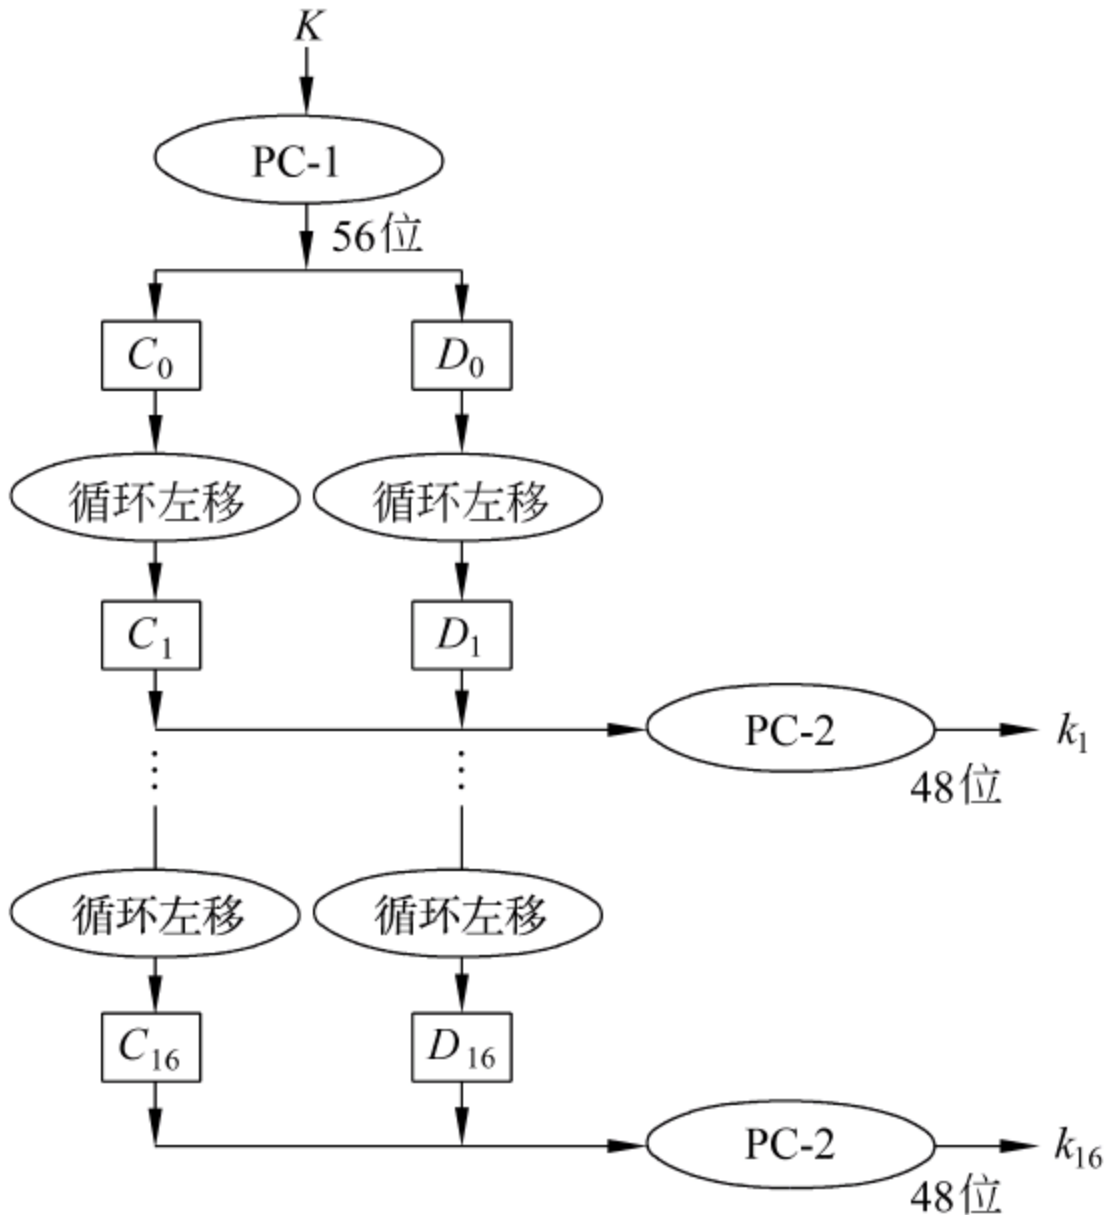 K
PC-1
56位
C₀ D₀
循环左移 循环左移
C₁ D₁
PC-2 k₁
48位
⋮ ⋮
循环左移 循环左移
C₁₆ D₁₆
PC-2 k₁₆
48位